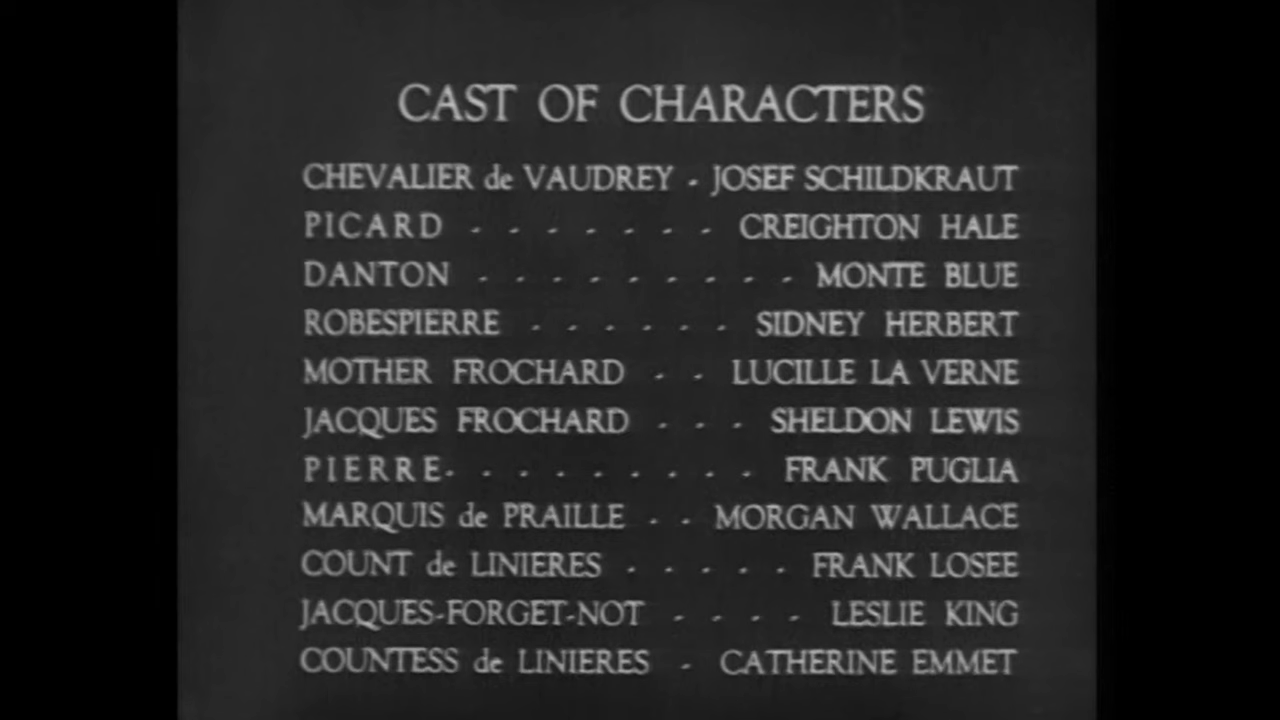 CAST OF CHARACTERS
CHEVALIER de VAUDREY - JOSEF SCHILDKRAUT
PICARD - - - - - - - CREIGHTON HALE
DANTON - - - - - - - - - MONTE BLUE
ROBESPIERRE - - - - - - SIDNEY HERBERT
MOTHER FROCHARD - - LUCILLE LA VERNE
JACQUES FROCHARD - - - SHELDON LEWIS
PIERRE- - - - - - - - - FRANK PUGLIA
MARQUIS de PRAILLE - - MORGAN WALLACE
COUNT de LINIERES - - - - - FRANK LOSEE
JACQUES-FORGET-NOT - - - - LESLIE KING
COUNTESS de LINIERES - CATHERINE EMMET